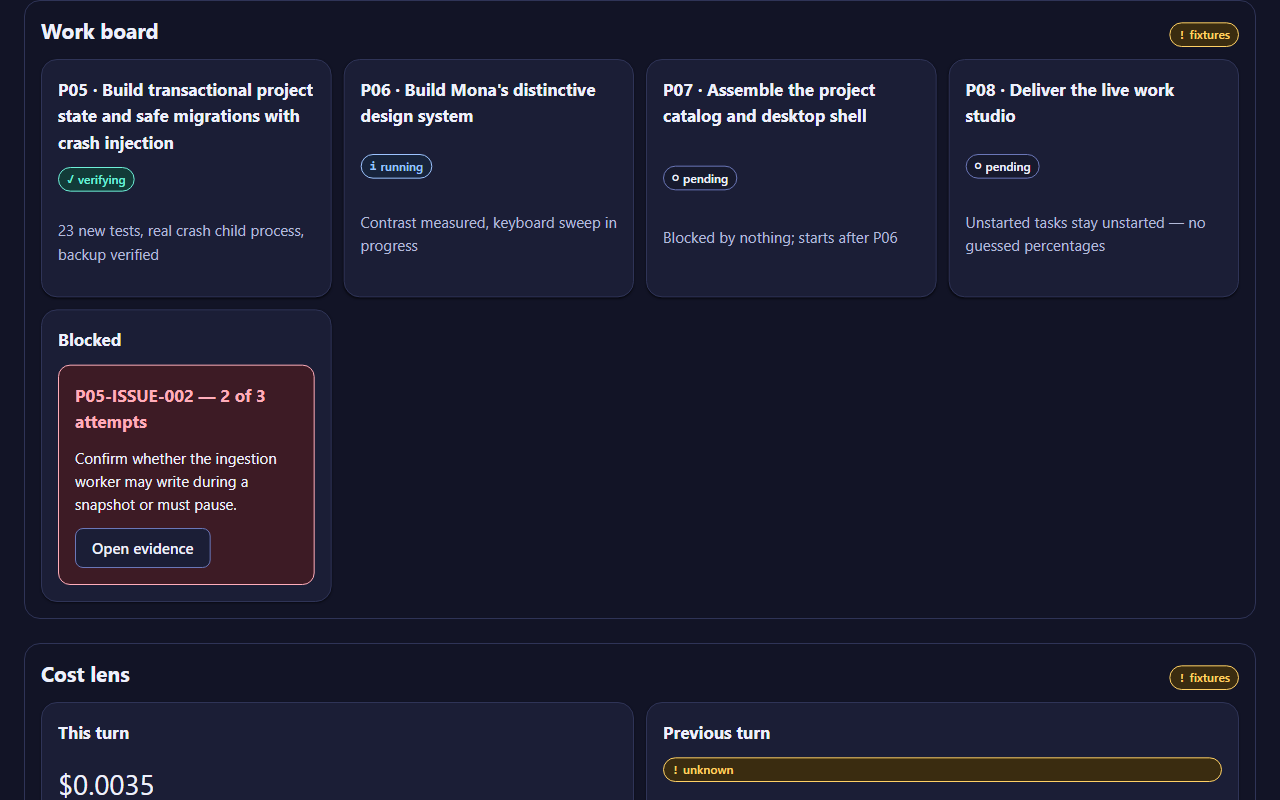 Work board
! fixtures
P05 · Build transactional project
state and safe migrations with
crash injection
✓ verifying
23 new tests, real crash child process,
backup verified
P06 · Build Mona's distinctive
design system
i running
Contrast measured, keyboard sweep in
progress
P07 · Assemble the project
catalog and desktop shell
pending
Blocked by nothing; starts after P06
P08 · Deliver the live work
studio
pending
Unstarted tasks stay unstarted — no
guessed percentages
Blocked
P05-ISSUE-002 — 2 of 3
attempts
Confirm whether the ingestion
worker may write during a
snapshot or must pause.
Open evidence
Cost lens
! fixtures
This turn
$0.0035
Previous turn
! unknown